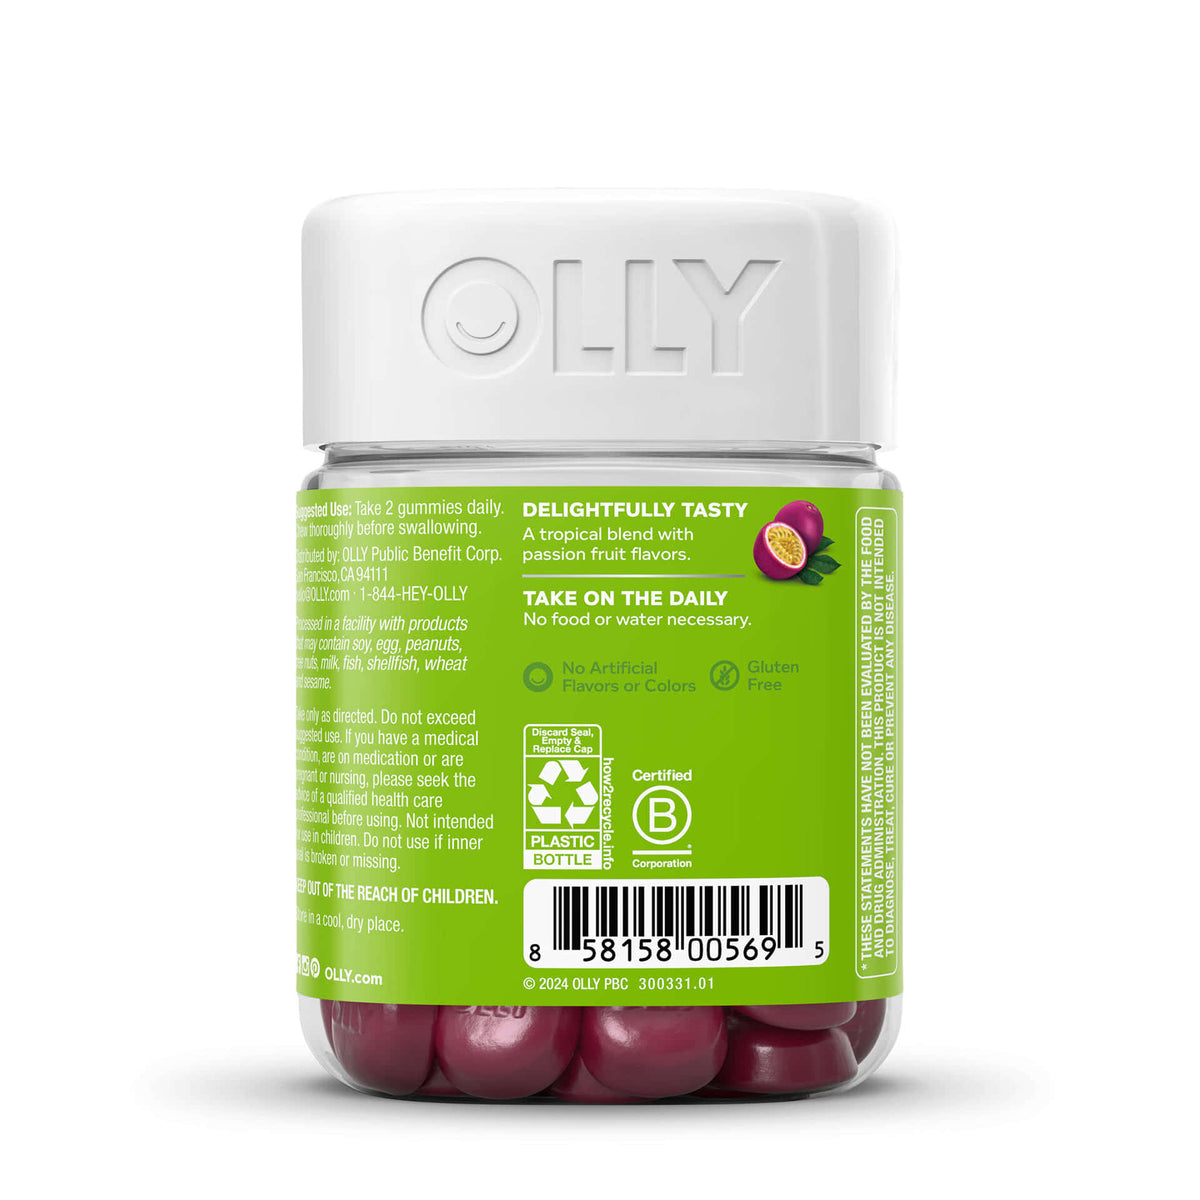 OLLY
Suggested Use: Take 2 gummies daily.
Chew thoroughly before swallowing.
Distributed by: OLLY Public Benefit Corp.
San Francisco, CA 94111
hello@OLLY.com · 1-844-HEY-OLLY
Processed in a facility with products
that may contain soy, egg, peanuts,
tree nuts, milk, fish, shellfish, wheat
and sesame.
Take only as directed. Do not exceed
suggested use. If you have a medical
condition, are on medication or are
pregnant or nursing, please seek the
advice of a qualified health care
professional before using. Not intended
for use in children. Do not use if inner
seal is broken or missing.
KEEP OUT OF THE REACH OF CHILDREN.
Store in a cool, dry place.
OLLY.com
DELIGHTFULLY TASTY
A tropical blend with
passion fruit flavors.
TAKE ON THE DAILY
No food or water necessary.
No Artificial
Flavors or Colors
Gluten
Free
Discard Seal,
Empty &
Replace Cap
PLASTIC
BOTTLE
how2recycle.info
Certified
B
Corporation
8 58158 00569 5
© 2024 OLLY PBC 300331.01
* THESE STATEMENTS HAVE NOT BEEN EVALUATED BY THE FOOD
AND DRUG ADMINISTRATION. THIS PRODUCT IS NOT INTENDED
TO DIAGNOSE, TREAT, CURE OR PREVENT ANY DISEASE.
OLLY